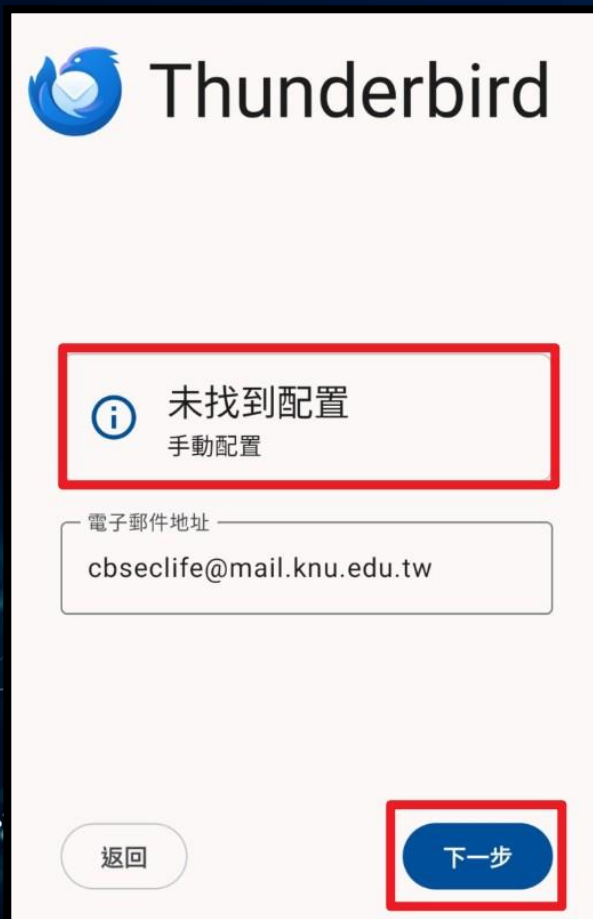 Thunderbird
未找到配置
手動配置
電子郵件地址
cbseclife@mail.knu.edu.tw
返回
下一步